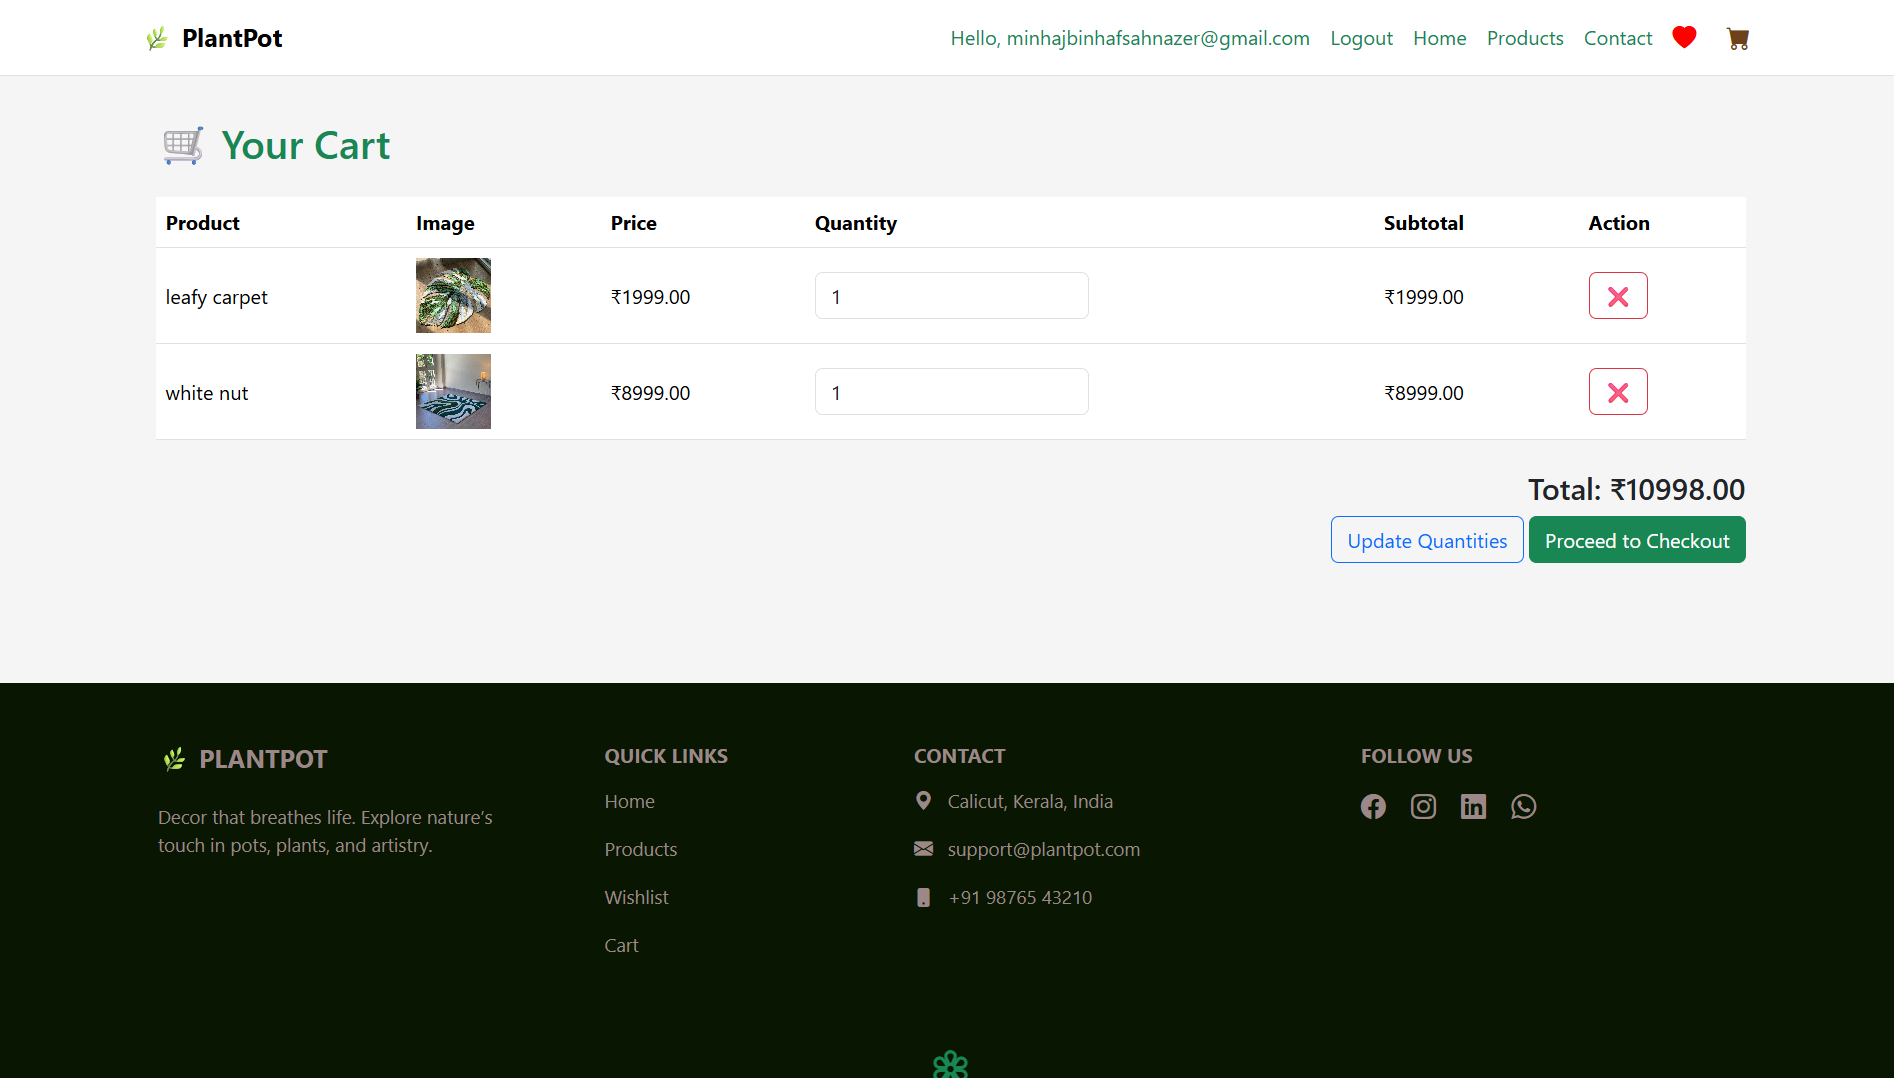 PlantPot
Hello, minhajbinhafsahnazer@gmail.com Logout Home Products Contact
Your Cart
Product Image Price Quantity Subtotal Action
leafy carpet ₹1999.00 1 ₹1999.00
white nut ₹8999.00 1 ₹8999.00
Total: ₹10998.00
Update Quantities Proceed to Checkout
PLANTPOT
Decor that breathes life. Explore nature’s
touch in pots, plants, and artistry.
QUICK LINKS
Home
Products
Wishlist
Cart
CONTACT
Calicut, Kerala, India
support@plantpot.com
+91 98765 43210
FOLLOW US